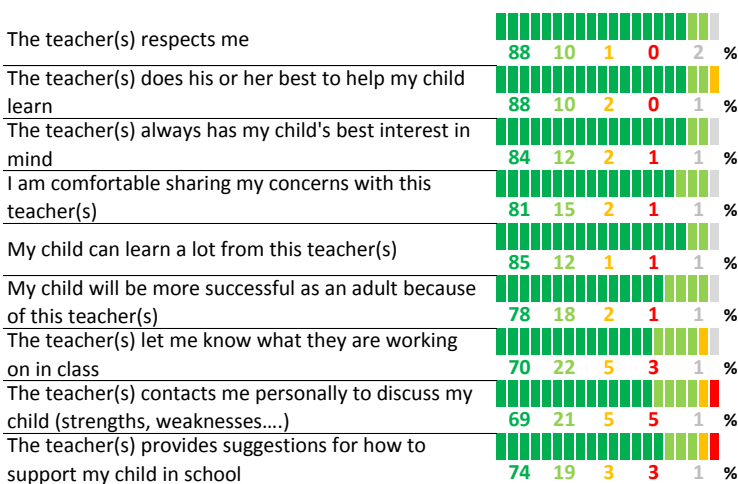 The teacher(s) respects me
88 10 1 0 2 %
The teacher(s) does his or her best to help my child
learn
88 10 2 0 1 %
The teacher(s) always has my child's best interest in
mind
84 12 2 1 1 %
I am comfortable sharing my concerns with this
teacher(s)
81 15 2 1 1 %
My child can learn a lot from this teacher(s)
85 12 1 1 1 %
My child will be more successful as an adult because
of this teacher(s)
78 18 2 1 1 %
The teacher(s) let me know what they are working
on in class
70 22 5 3 1 %
The teacher(s) contacts me personally to discuss my
child (strengths, weaknesses....)
69 21 5 5 1 %
The teacher(s) provides suggestions for how to
support my child in school
74 19 3 3 1 %